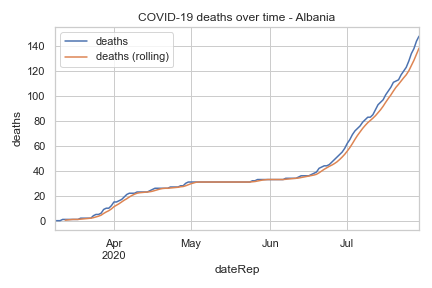 COVID-19 deaths over time - Albania
deaths
deaths (rolling)
140
120
100
80
60
40
20
0
deaths
Apr
2020
May
Jun
Jul
dateRep